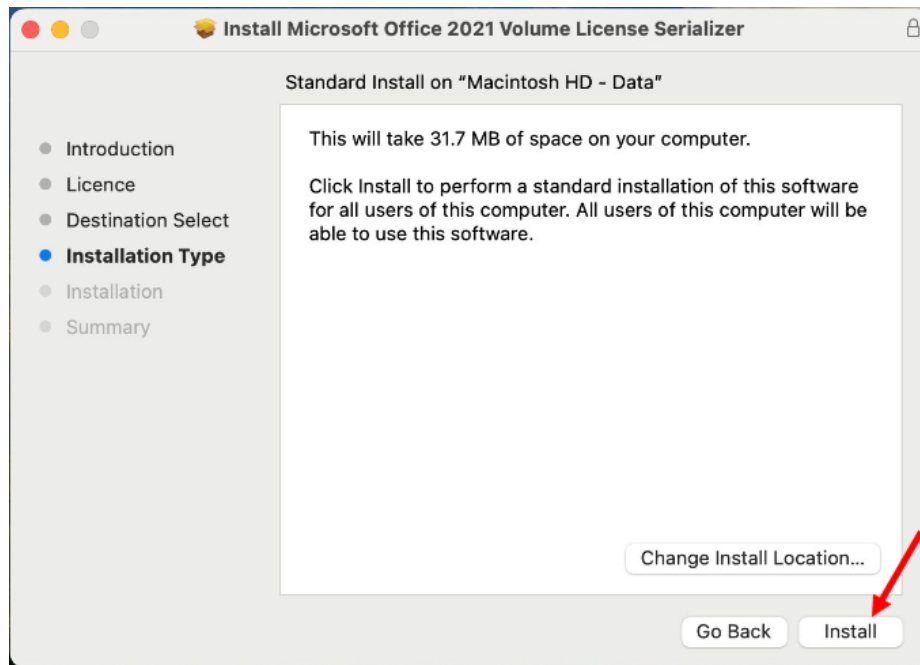 Install Microsoft Office 2021 Volume License Serializer
Standard Install on “Macintosh HD - Data”
Introduction
Licence
Destination Select
Installation Type
Installation
Summary
This will take 31.7 MB of space on your computer.
Click Install to perform a standard installation of this software
for all users of this computer. All users of this computer will be
able to use this software.
Change Install Location...
Go Back
Install